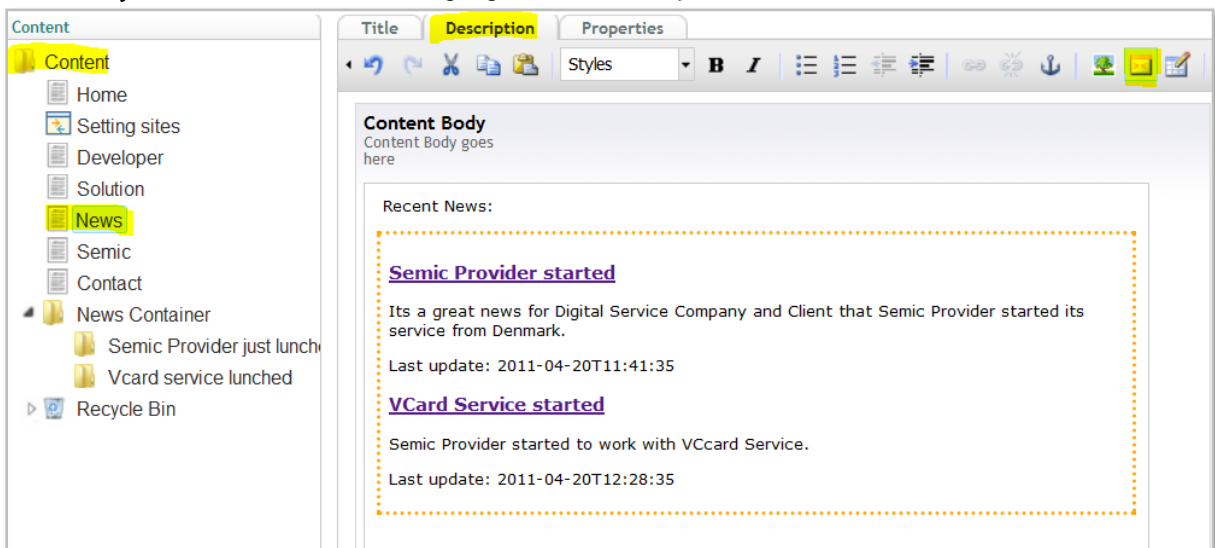 Content
Content
Home
Setting sites
Developer
Solution
News
Semic
Contact
News Container
Semic Provider just lunch
Vcard service lunched
Recycle Bin
Title Description Properties
Styles B I
Content Body
Content Body goes
here
Recent News:
Semic Provider started
Its a great news for Digital Service Company and Client that Semic Provider started its
service from Denmark.
Last update: 2011-04-20T11:41:35
VCard Service started
Semic Provider started to work with VCcard Service.
Last update: 2011-04-20T12:28:35